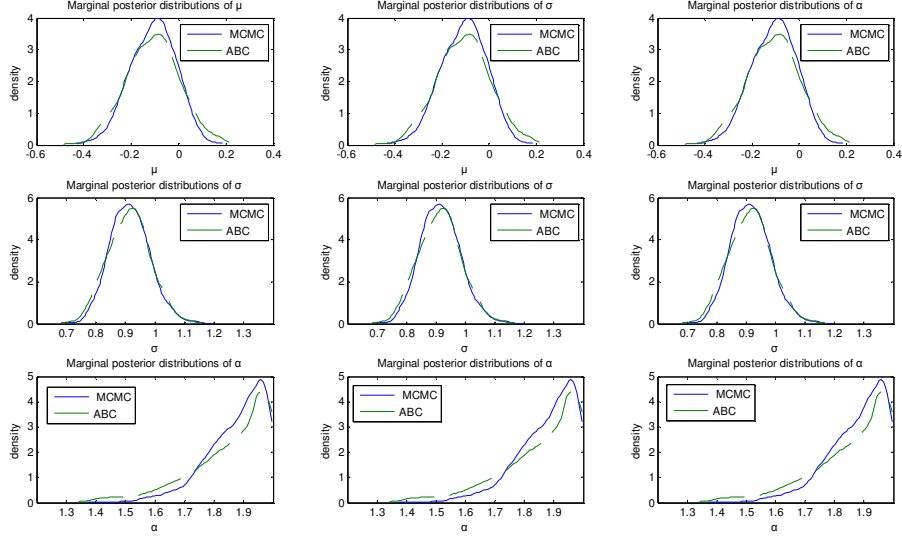 Marginal posterior distributions of μ
Marginal posterior distributions of σ
Marginal posterior distributions of α
4
3
2
1
0
density
MCMC
ABC
-0.6
-0.4
-0.2
0
0.2
0.4
μ
4
3
2
1
0
density
MCMC
ABC
-0.6
-0.4
-0.2
0
0.2
0.4
σ
4
3
2
1
0
density
MCMC
ABC
-0.6
-0.4
-0.2
0
0.2
0.4
α
Marginal posterior distributions of σ
Marginal posterior distributions of σ
Marginal posterior distributions of σ
6
4
2
0
density
MCMC
ABC
0.7
0.8
0.9
1
1.1
1.2
1.3
σ
6
4
2
0
density
MCMC
ABC
0.7
0.8
0.9
1
1.1
1.2
1.3
σ
6
4
2
0
density
MCMC
ABC
0.7
0.8
0.9
1
1.1
1.2
1.3
σ
Marginal posterior distributions of α
Marginal posterior distributions of α
Marginal posterior distributions of α
5
4
3
2
1
0
density
MCMC
ABC
1.3
1.4
1.5
1.6
1.7
1.8
1.9
α
5
4
3
2
1
0
density
MCMC
ABC
1.3
1.4
1.5
1.6
1.7
1.8
1.9
α
5
4
3
2
1
0
density
MCMC
ABC
1.3
1.4
1.5
1.6
1.7
1.8
1.9
α